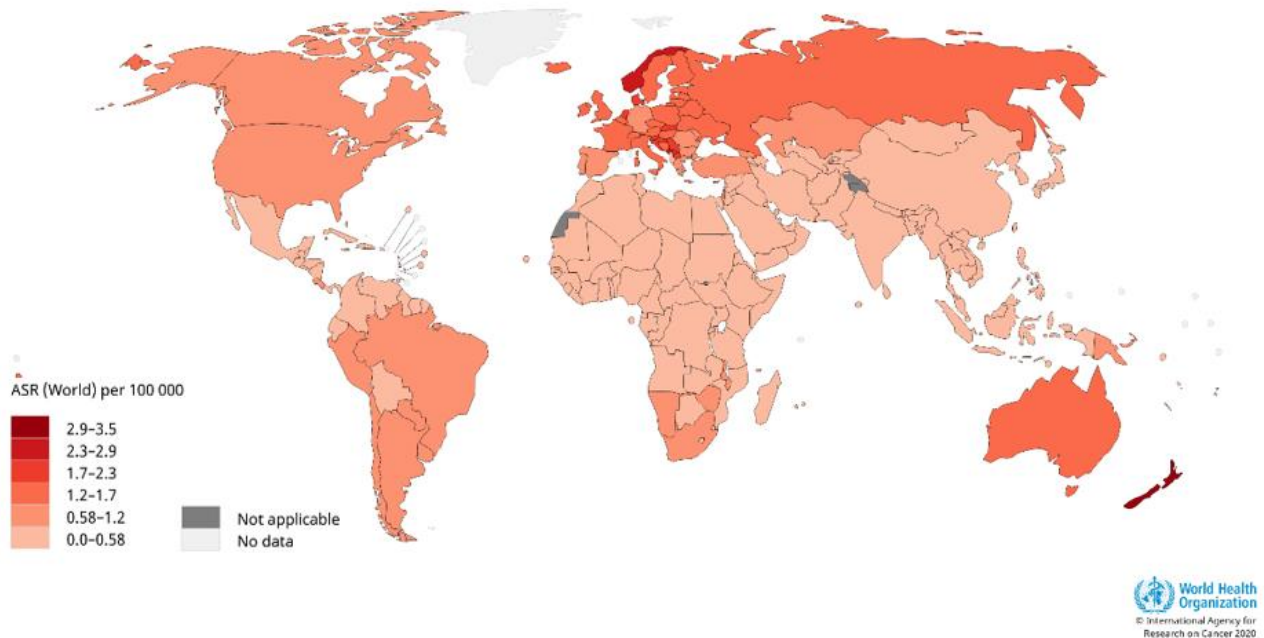 ASR (World) per 100 000
2.9–3.5
2.3–2.9
1.7–2.3
1.2–1.7
0.58–1.2
0.0–0.58
Not applicable
No data
World Health
Organization
© International Agency for
Research on Cancer 2020